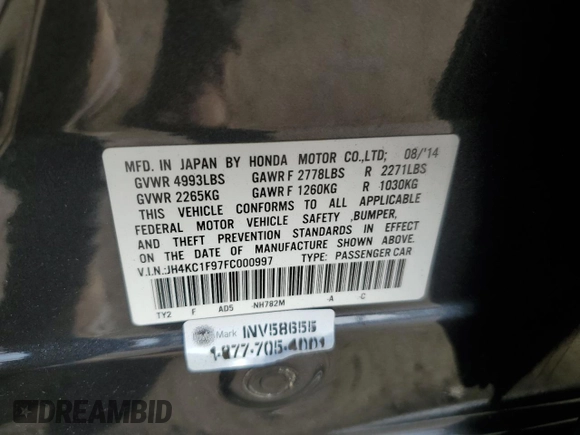 MFD. IN JAPAN BY HONDA MOTOR CO.,LTD; 08/'14
GVWR 4993LBS GAWR F 2778LBS R 2271LBS
GVWR 2265KG GAWR F 1260KG R 1030KG
THIS VEHICLE CONFORMS TO ALL APPLICABLE
FEDERAL MOTOR VEHICLE SAFETY ,BUMPER,
AND THEFT PREVENTION STANDARDS IN EFFECT
ON THE DATE OF MANUFACTURE SHOWN ABOVE.
V.I.N.:JH4KC1F97FC000997 TYPE: PASSENGER CAR
TY2 F AD5 NH782M -A -C
Mark INV58655
1-877-705-4001
DREAMBID